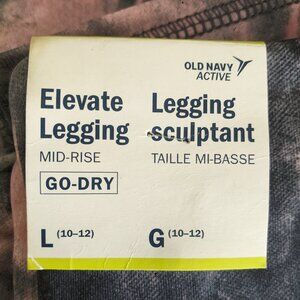 OLD NAVY
ACTIVE
Elevate
Legging
MID-RISE
GO-DRY
L (10–12)
Legging
sculptant
TAILLE MI-BASSE
G (10–12)